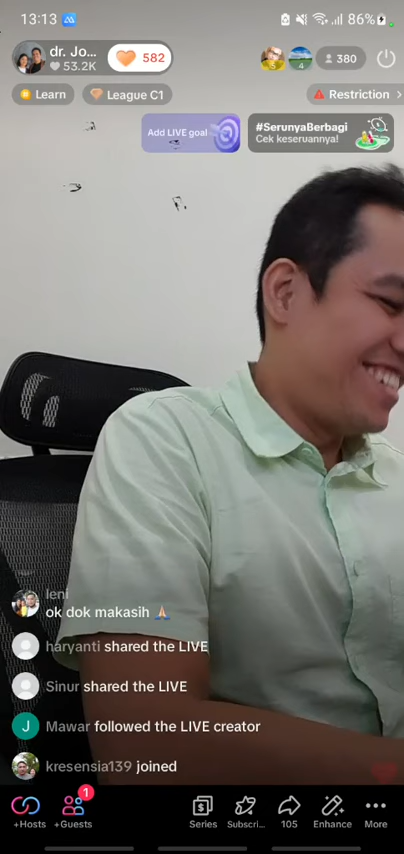 13:13
86%
dr. Jo...
53.2K
582
5
4
380
Learn
League C1
Restriction
Add LIVE goal
#SerunyaBerbagi
Cek keseruannya!
leni
ok dok makasih 🙏🏻
haryanti shared the LIVE
Sinur shared the LIVE
J
Mawar followed the LIVE creator
kresensia139 joined
1
+Hosts
+Guests
Series
Subscri...
105
Enhance
More